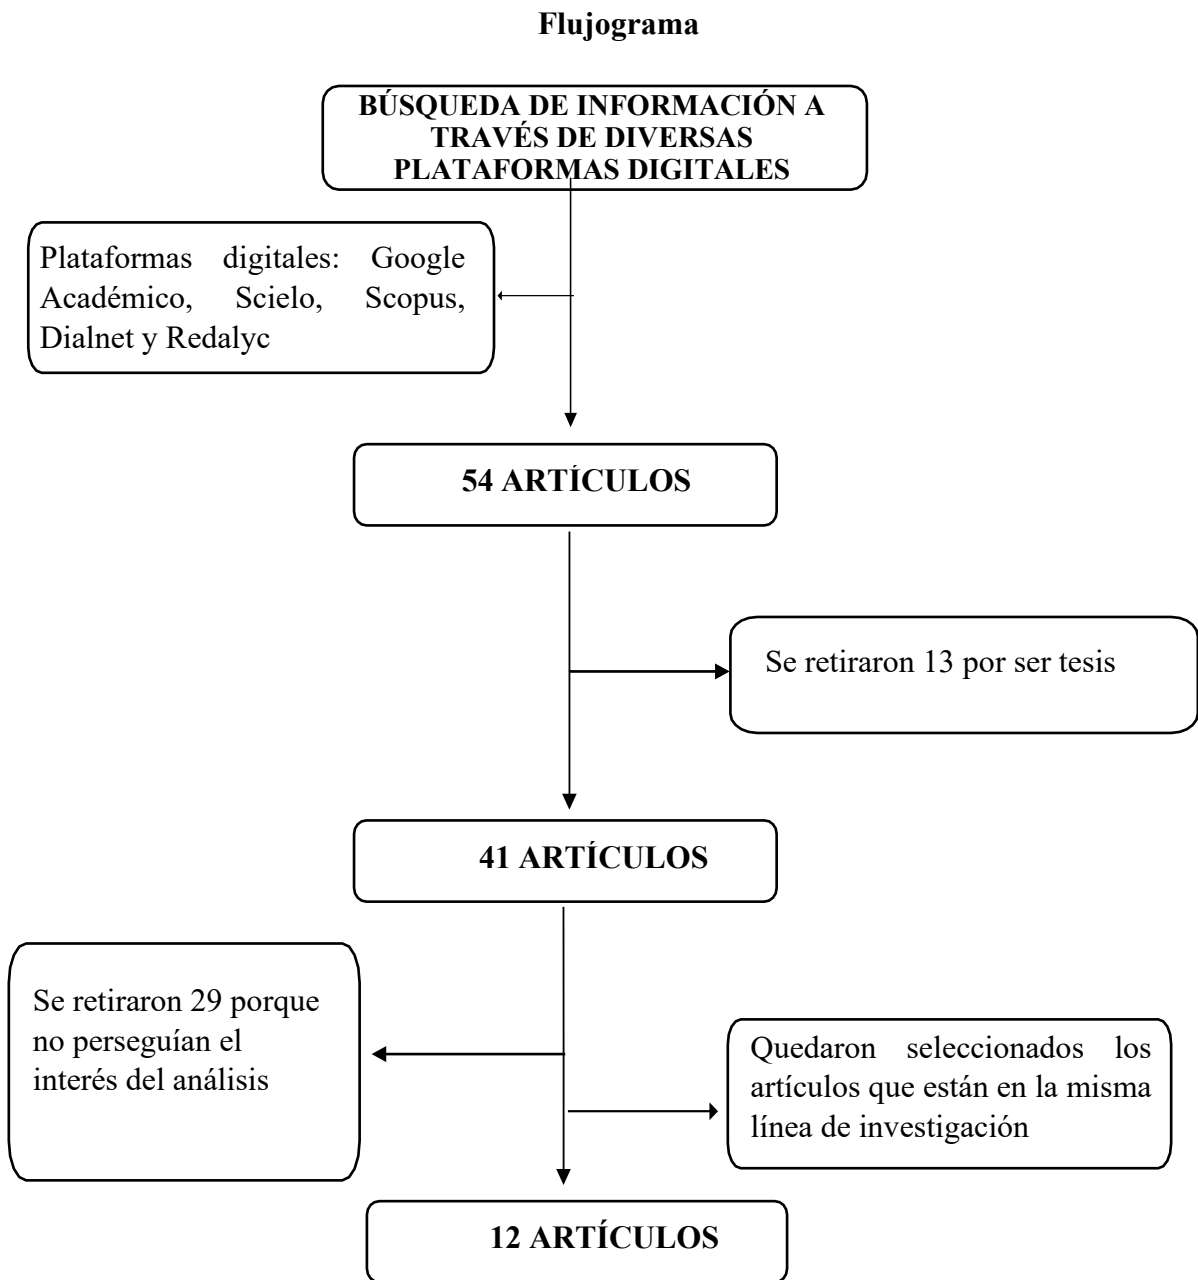 Flujograma
BÚSQUEDA DE INFORMACIÓN A
TRAVÉS DE DIVERSAS
PLATAFORMAS DIGITALES
Plataformas digitales: Google
Académico, Scielo, Scopus,
Dialnet y Redalyc
54 ARTÍCULOS
Se retiraron 13 por ser tesis
41 ARTÍCULOS
Se retiraron 29 porque
no perseguían el
interés del análisis
Quedaron seleccionados los
artículos que están en la misma
línea de investigación
12 ARTÍCULOS